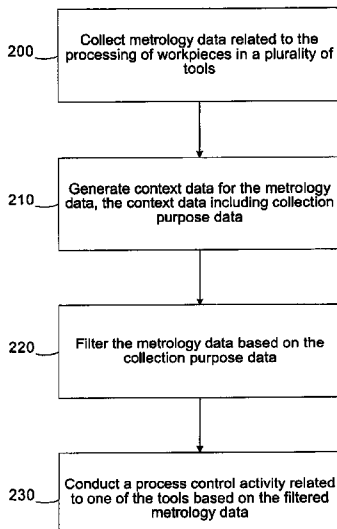 200
Collect metrology data related to the
processing of workpieces in a plurality of
tools
210
Generate context data for the metrology
data, the context data including collection
purpose data
220
Filter the metrology data based on the
collection purpose data
230
Conduct a process control activity related
to one of the tools based on the filtered
metrology data